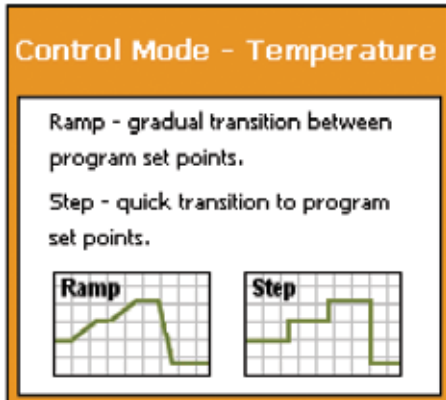 Control Mode - Temperature
Ramp - gradual transition between
program set points.
Step - quick transition to program
set points.
Ramp
Step